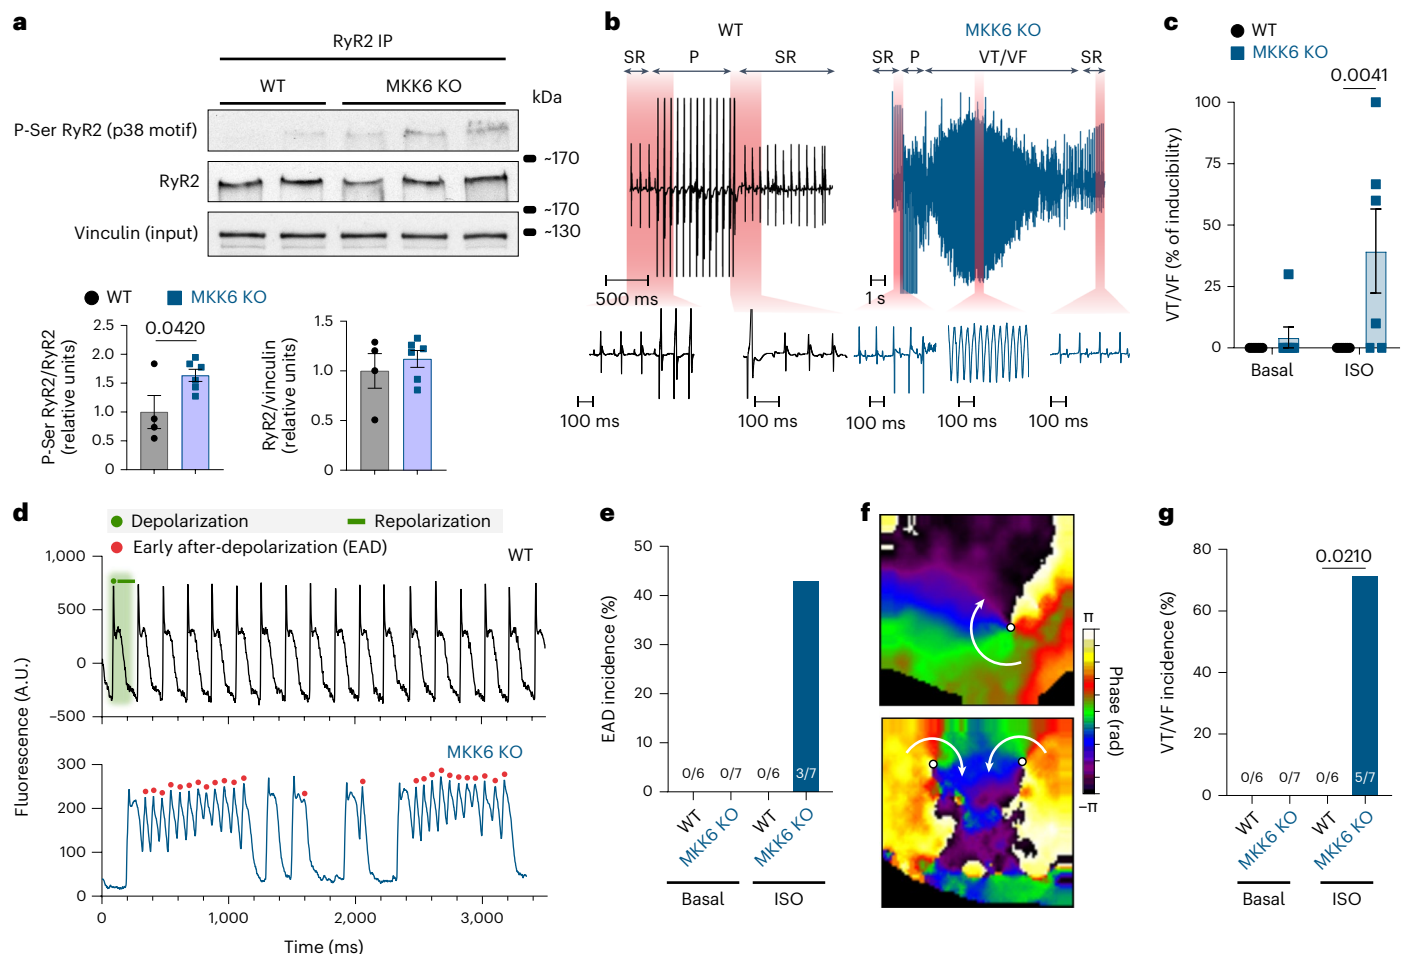 a
RyR2 IP
WT
MKK6 KO
kDa
P-Ser RyR2 (p38 motif)
~170
RyR2
~170
Vinculin (input)
~130
WT
MKK6 KO
P-Ser RyR2/RyR2
(relative units)
2.5
2.0
1.5
1.0
0.5
0
0.0420
RyR2/vinculin
(relative units)
1.5
1.0
0.5
0
b
WT
MKK6 KO
SR
P
SR
SR
P
VT/VF
SR
500 ms
1 s
100 ms
100 ms
100 ms
100 ms
100 ms
c
WT
MKK6 KO
0.0041
VT/VF (% of inducibility)
100
75
50
25
0
Basal
ISO
d
Depolarization
Repolarization
Early after-depolarization (EAD)
WT
1,000
500
0
−500
Fluorescence (A.U.)
MKK6 KO
300
200
100
0
0
1,000
2,000
3,000
Time (ms)
e
EAD incidence (%)
50
40
30
20
10
0
0/6
0/7
0/6
3/7
WT
MKK6 KO
WT
MKK6 KO
Basal
ISO
f
π
Phase (rad)
−π
g
VT/VF incidence (%)
80
60
40
20
0
0.0210
0/6
0/7
0/6
5/7
WT
MKK6 KO
WT
MKK6 KO
Basal
ISO